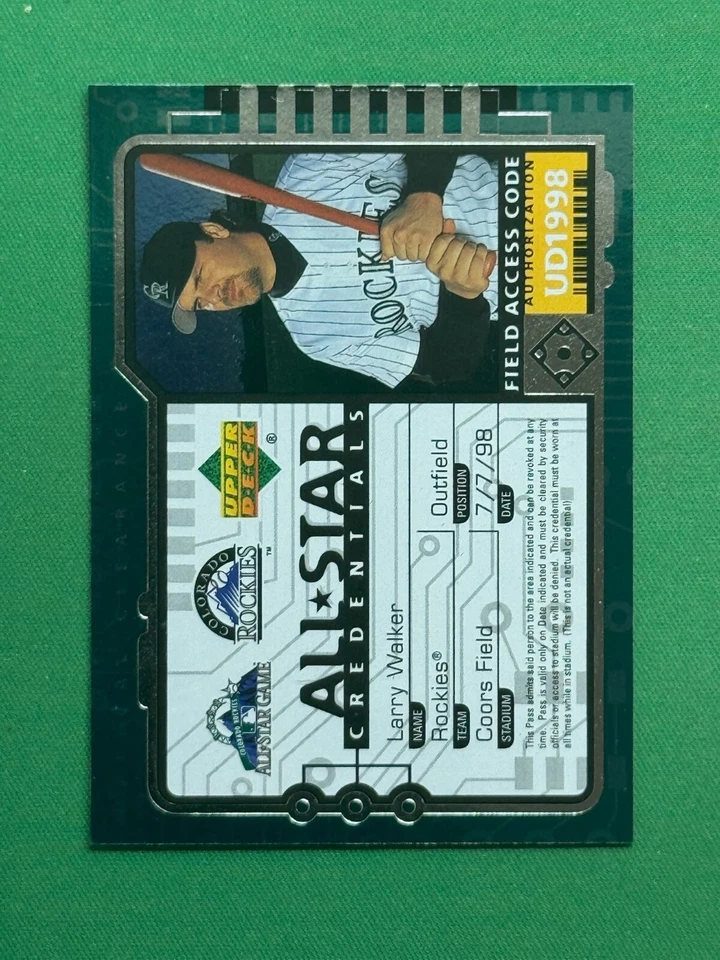 COLORADO ROCKIES
ALL★STAR GAME
COLORADO
ROCKIES™
UPPER
DECK®
ALL★STAR
CREDENTIALS
Larry Walker
NAME
Rockies® Outfield
TEAM POSITION
Coors Field 7/7/98
STADIUM DATE
This Pass admits said person to the area indicated and can be revoked at any
time. Pass is valid only on Date indicated and must be cleared by security
officials or access to stadium will be denied. This credential must be worn at
all times while in stadium. (This is not an actual credential)
CR
ROCKIES
FIELD ACCESS CODE
AUTHORIZATION
UD1998